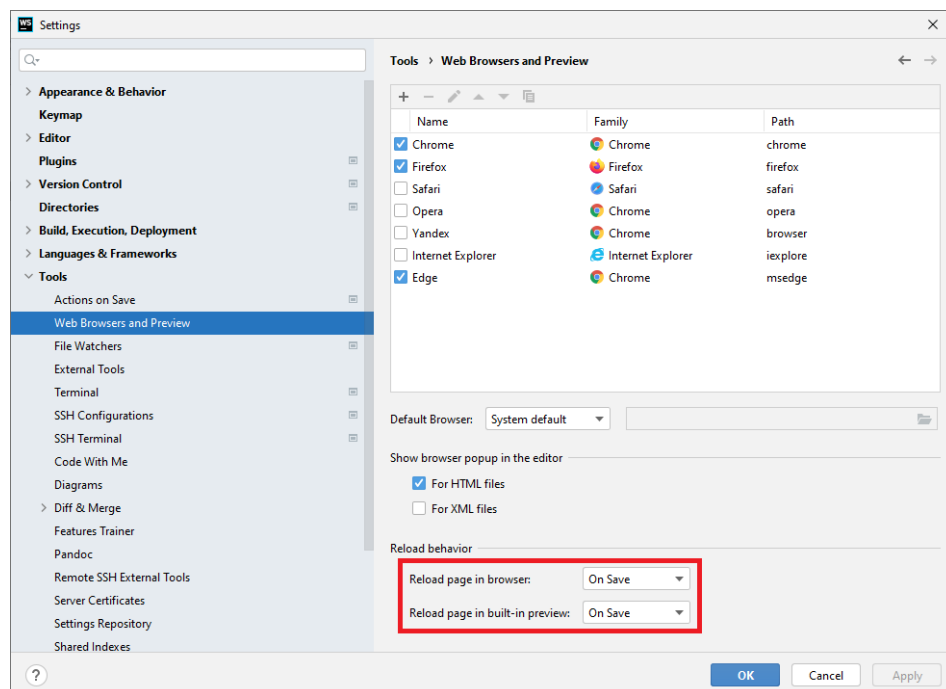 WS Settings
Appearance & Behavior
Keymap
Editor
Plugins
Version Control
Directories
Build, Execution, Deployment
Languages & Frameworks
Tools
Actions on Save
Web Browsers and Preview
File Watchers
External Tools
Terminal
SSH Configurations
SSH Terminal
Code With Me
Diagrams
Diff & Merge
Features Trainer
Pandoc
Remote SSH External Tools
Server Certificates
Settings Repository
Shared Indexes
Tools › Web Browsers and Preview
Name Family Path
Chrome Chrome chrome
Firefox Firefox firefox
Safari Safari safari
Opera Chrome opera
Yandex Chrome browser
Internet Explorer Internet Explorer iexplore
Edge Chrome msedge
Default Browser: System default
Show browser popup in the editor
For HTML files
For XML files
Reload behavior
Reload page in browser: On Save
Reload page in built-in preview: On Save
? OK Cancel Apply